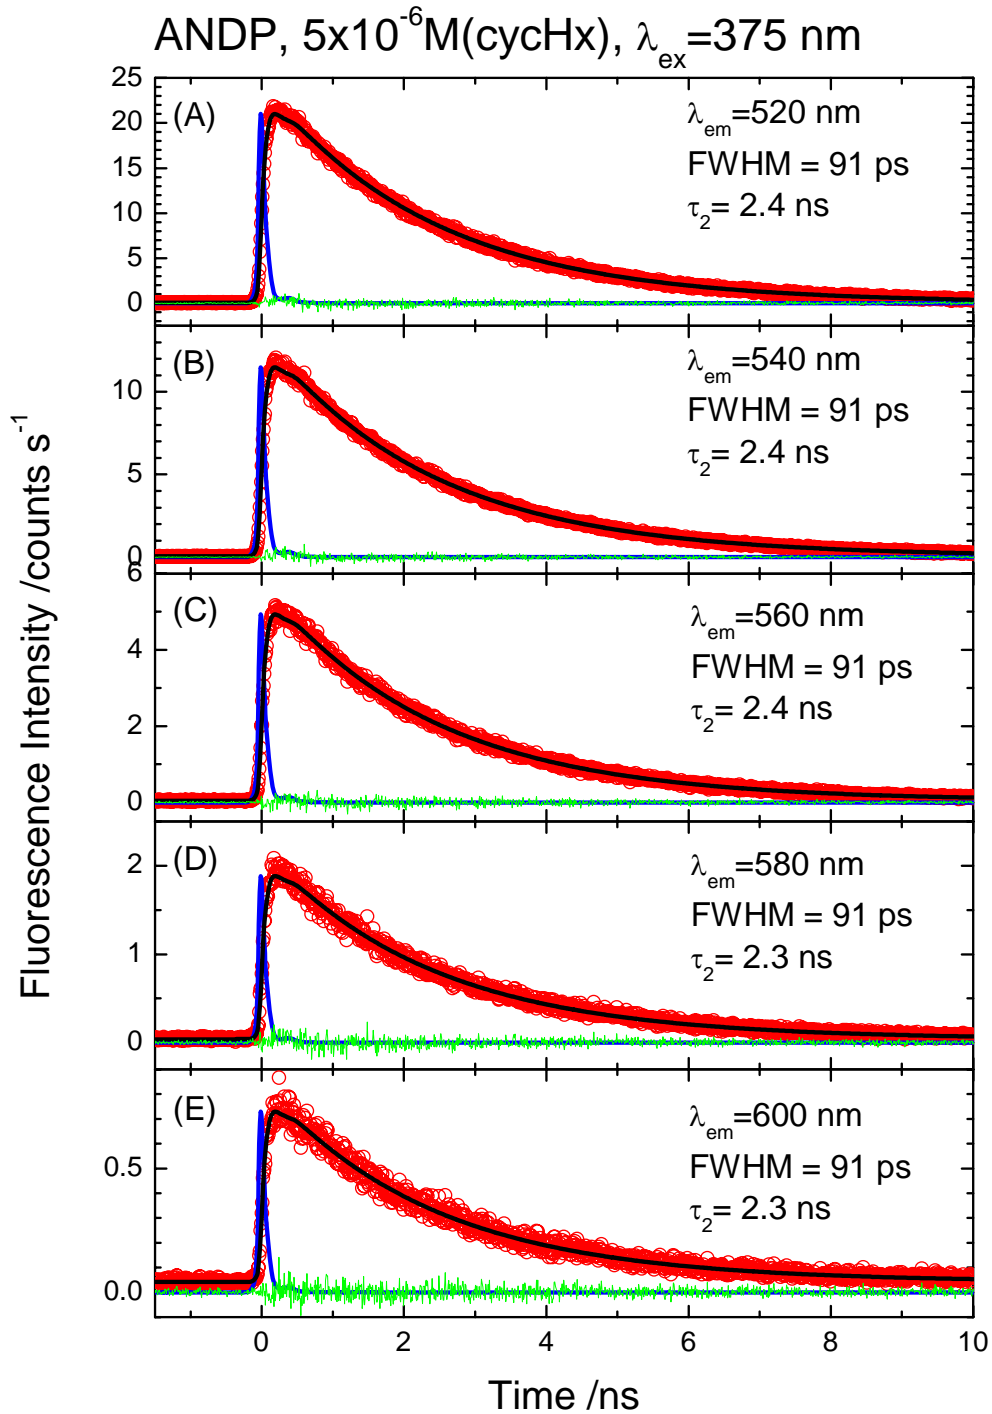 ANDP, 5x10⁻⁶M(cycHx), λex=375 nm
Fluorescence Intensity /counts s⁻¹
25
20
15
10
5
0
(A)
λem=520 nm
FWHM = 91 ps
τ₂= 2.4 ns
10
5
0
(B)
λem=540 nm
FWHM = 91 ps
τ₂= 2.4 ns
6
4
2
0
(C)
λem=560 nm
FWHM = 91 ps
τ₂= 2.4 ns
2
1
0
(D)
λem=580 nm
FWHM = 91 ps
τ₂= 2.3 ns
0.5
0.0
(E)
λem=600 nm
FWHM = 91 ps
τ₂= 2.3 ns
0 2 4 6 8 10
Time /ns